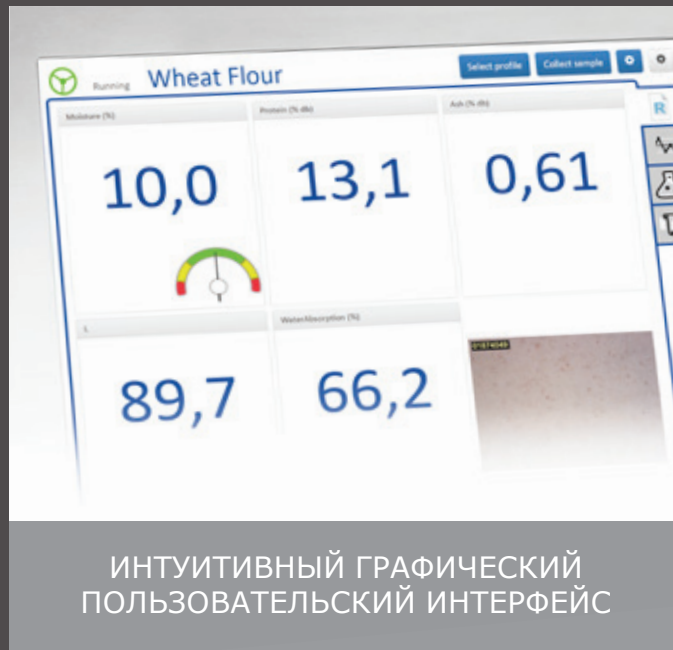 Running Wheat Flour Select profile Collect sample
Moisture (%) Protein (% db) Ash (% db)
R
10,0 13,1 0,61
L WaterAbsorption (%)
89,7 66,2
ИНТУИТИВНЫЙ ГРАФИЧЕСКИЙ
ПОЛЬЗОВАТЕЛЬСКИЙ ИНТЕРФЕЙС